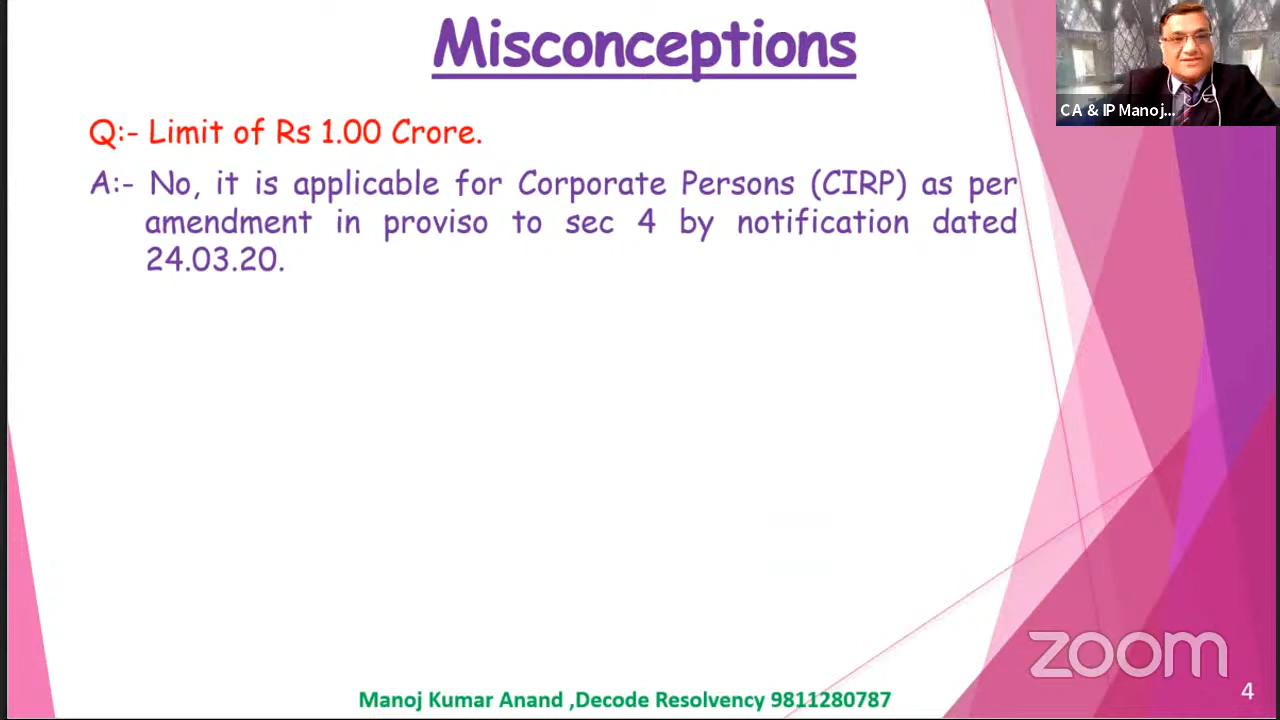 Misconceptions
CA & IP Manoj...
Q:- Limit of Rs 1.00 Crore.
A:- No, it is applicable for Corporate Persons (CIRP) as per
amendment in proviso to sec 4 by notification dated
24.03.20.
zoom
Manoj Kumar Anand ,Decode Resolvency 9811280787
4